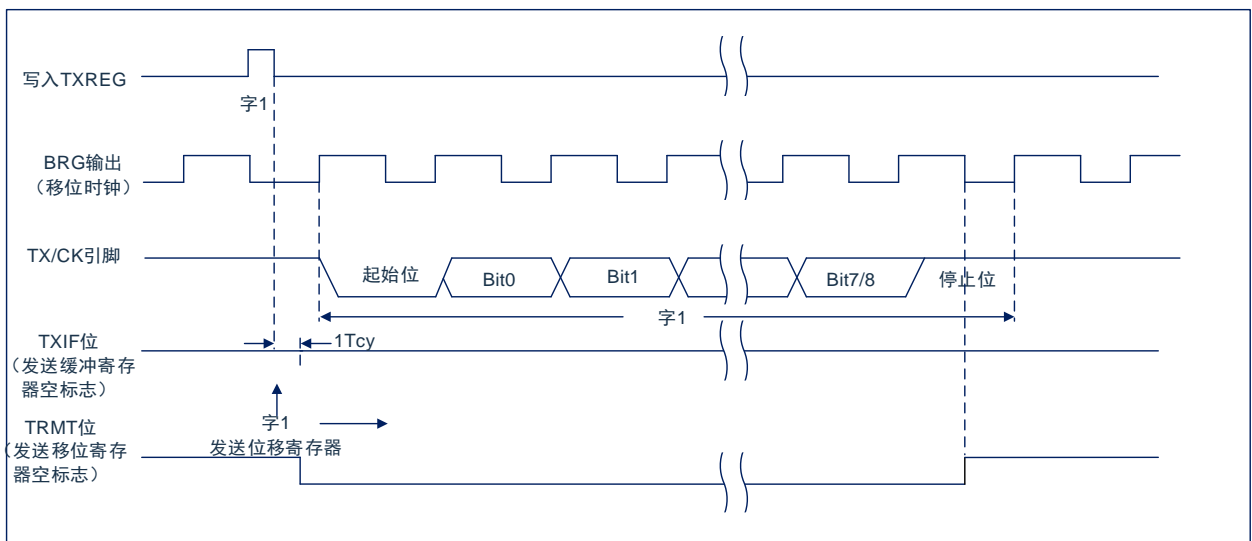 写入TXREG
字1
BRG输出
（移位时钟）
TX/CK引脚
起始位
Bit0
Bit1
Bit7/8
停止位
字1
TXIF位
（发送缓冲寄存
器空标志）
1Tcy
字1
发送位移寄存器
TRMT位
（发送移位寄存
器空标志）